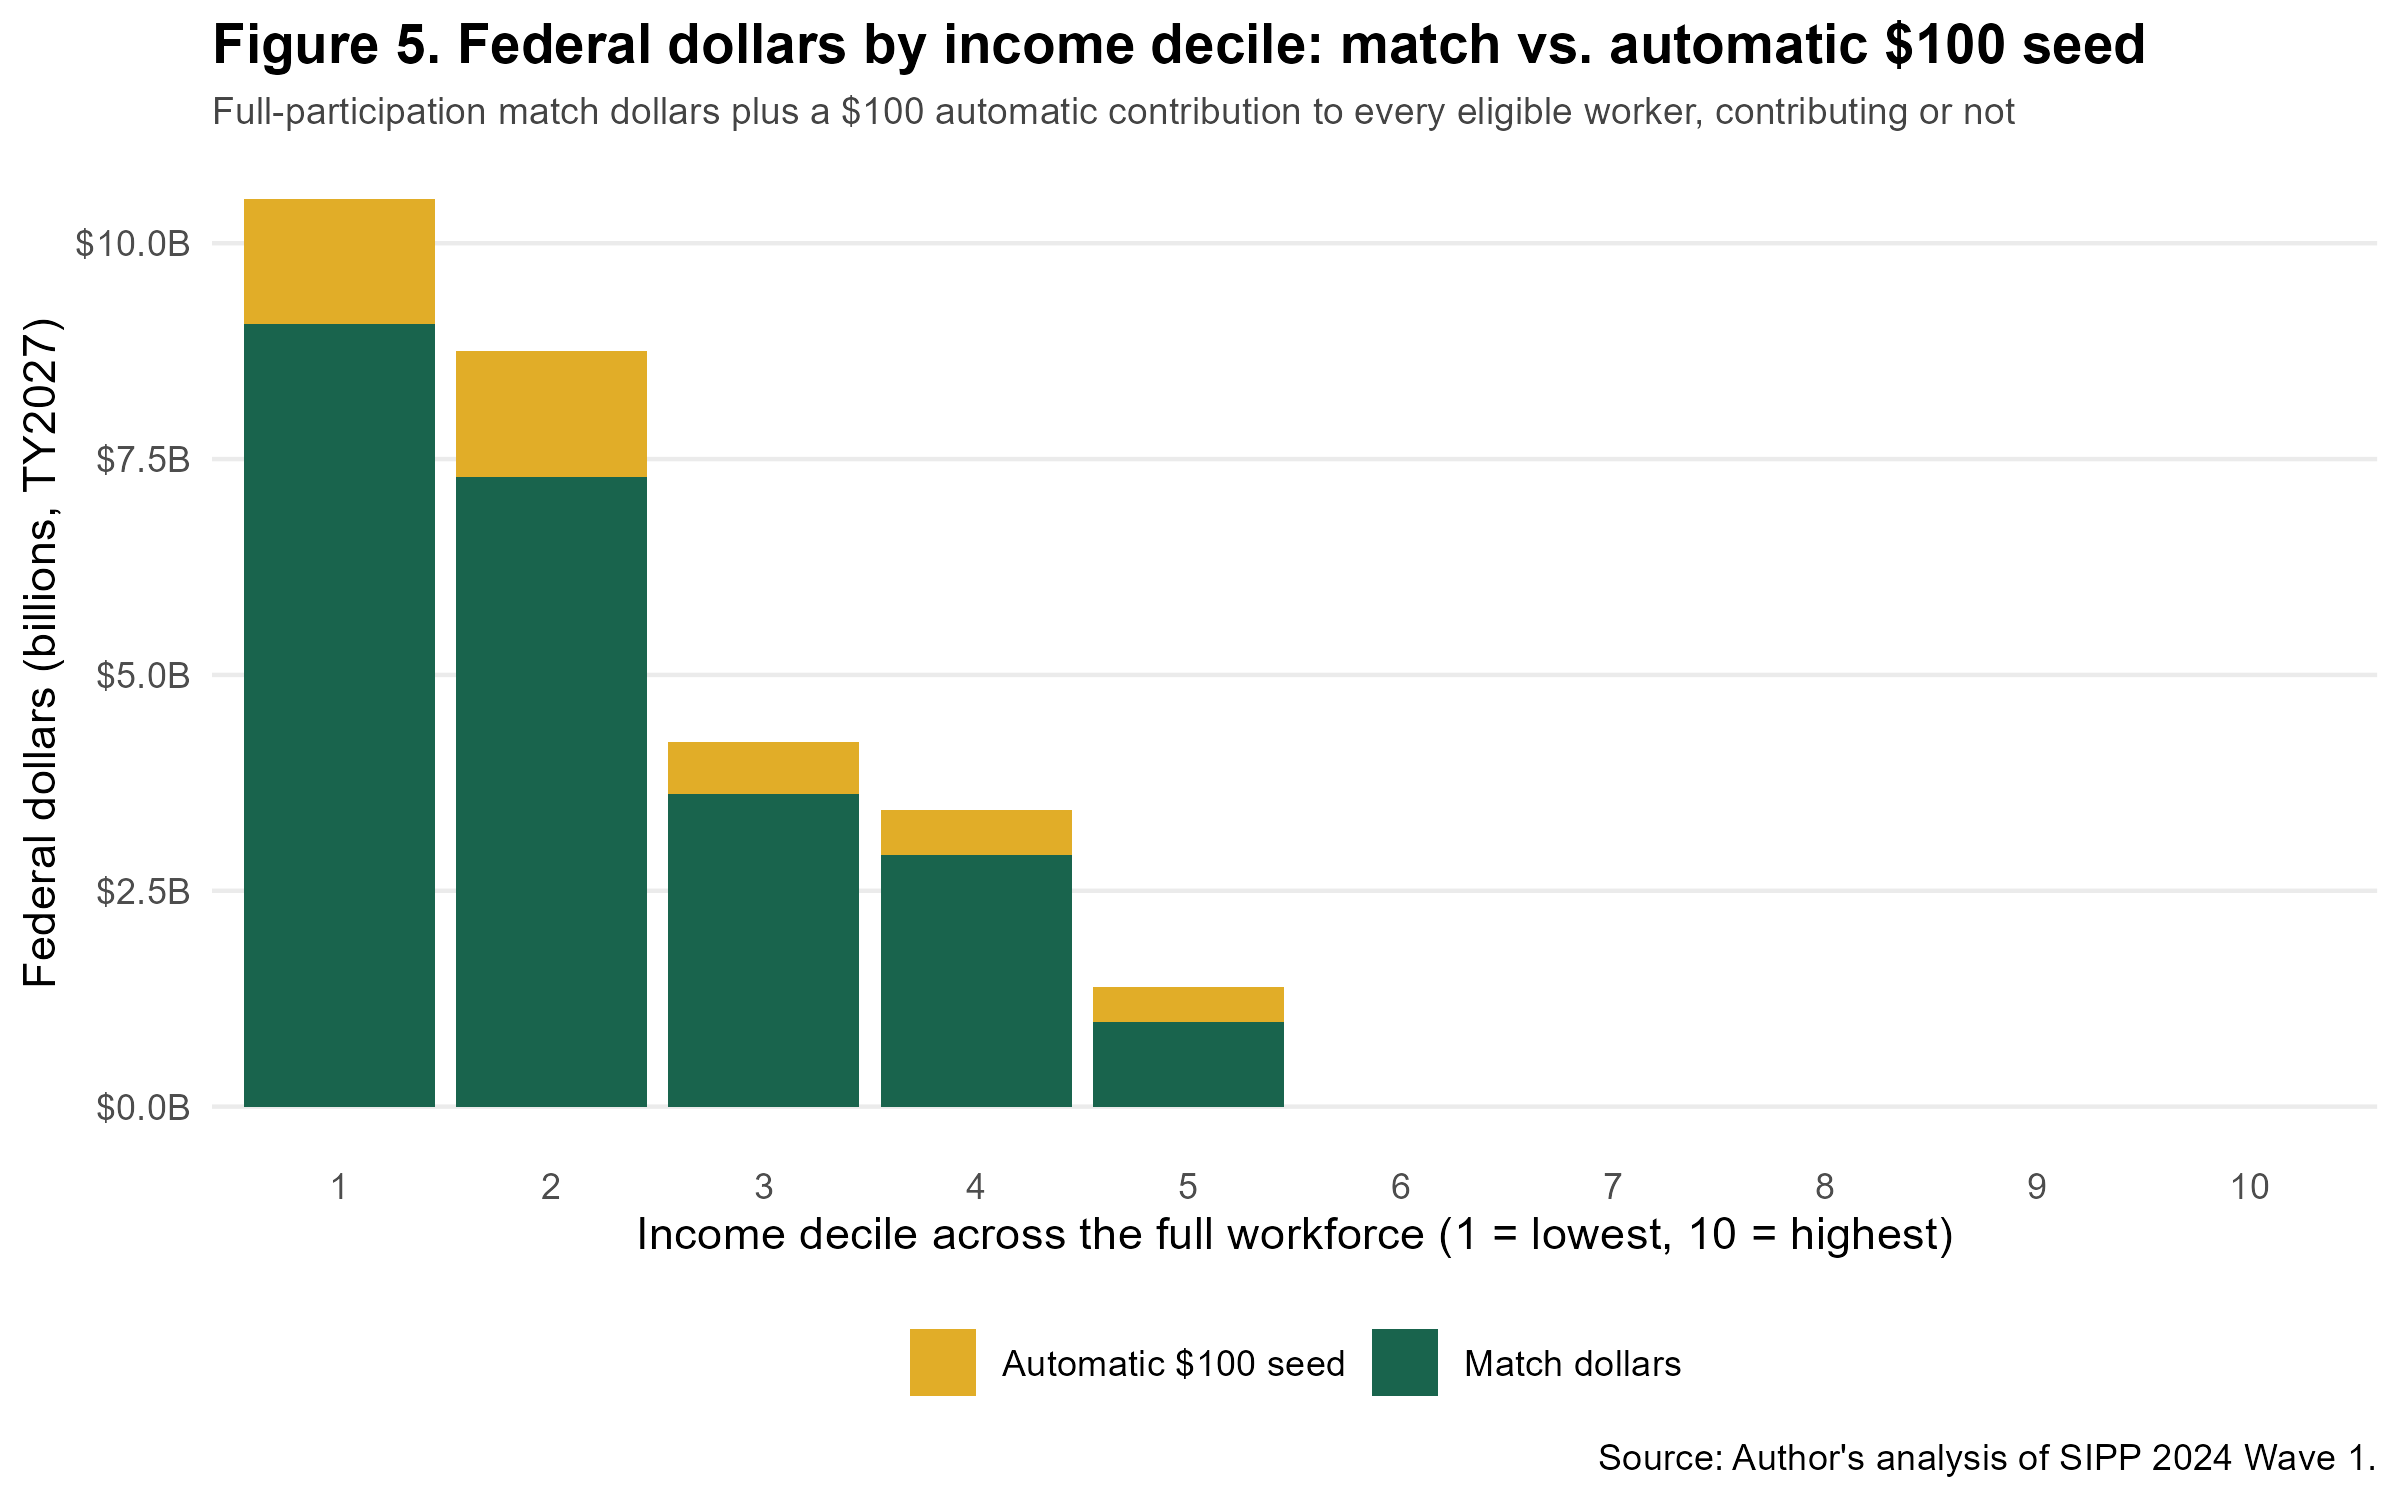 Figure 5. Federal dollars by income decile: match vs. automatic $100 seed
Full-participation match dollars plus a $100 automatic contribution to every eligible worker, contributing or not
Federal dollars (billions, TY2027)
$10.0B
$7.5B
$5.0B
$2.5B
$0.0B
1 2 3 4 5 6 7 8 9 10
Income decile across the full workforce (1 = lowest, 10 = highest)
Automatic $100 seed Match dollars
Source: Author's analysis of SIPP 2024 Wave 1.